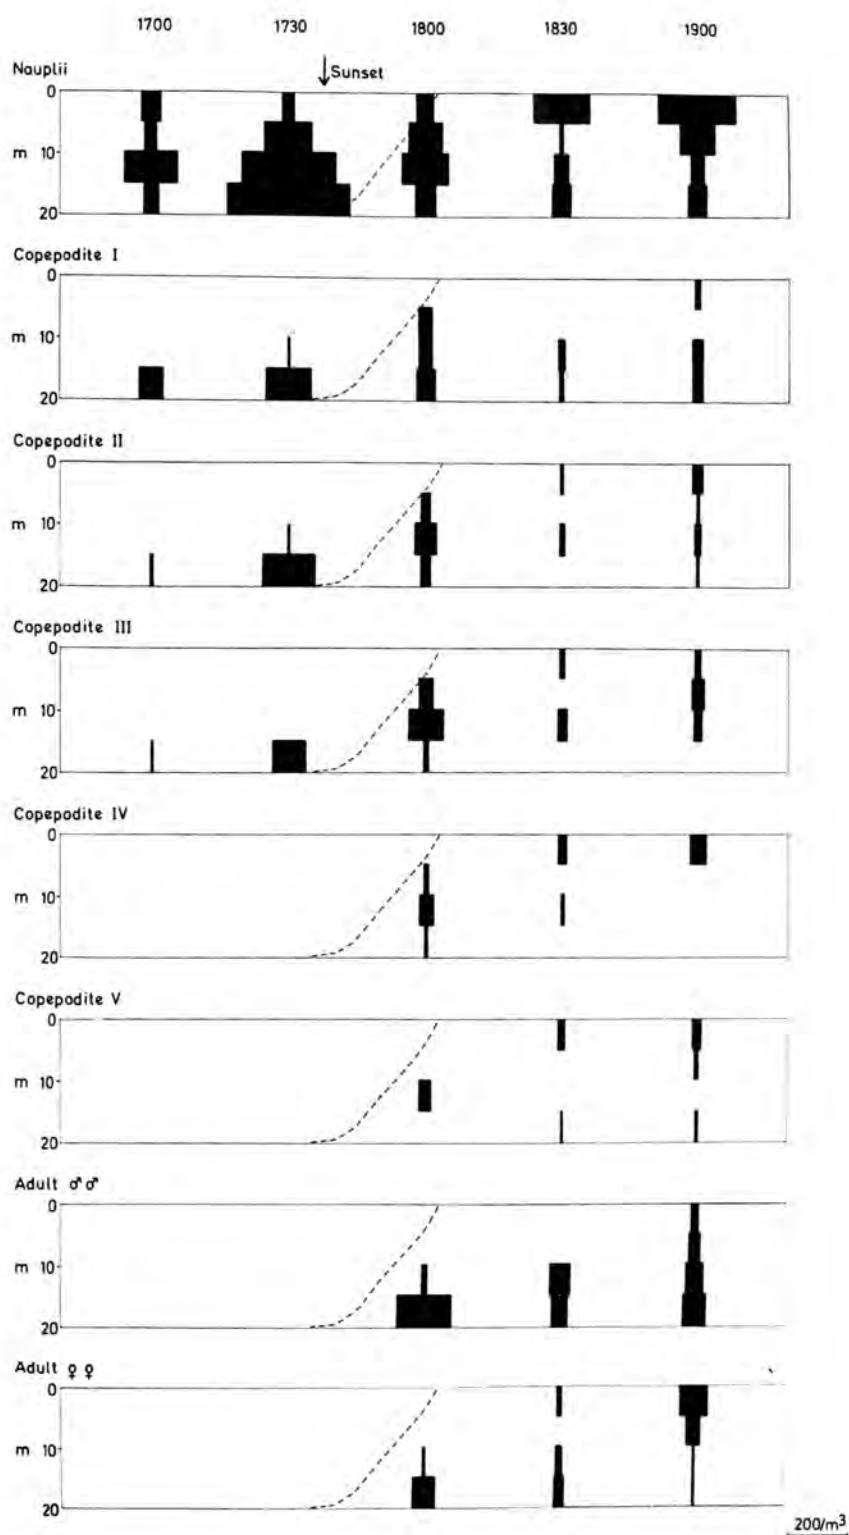 1700 1730 1800 1830 1900
↓Sunset
Nauplii
0
m 10
20
Copepodite I
0
m 10
20
Copepodite II
0
m 10
20
Copepodite III
0
m 10
20
Copepodite IV
0
m 10
20
Copepodite V
0
m 10
20
Adult ♂♂
0
m 10
20
Adult ♀♀
0
m 10
20
200/m³